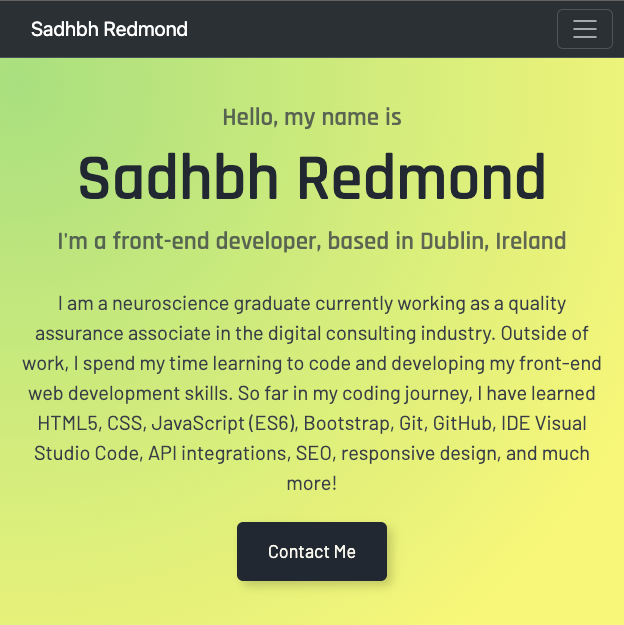 Sadhbh Redmond
Hello, my name is
Sadhbh Redmond
I'm a front-end developer, based in Dublin, Ireland
I am a neuroscience graduate currently working as a quality
assurance associate in the digital consulting industry. Outside of
work, I spend my time learning to code and developing my front-end
web development skills. So far in my coding journey, I have learned
HTML5, CSS, JavaScript (ES6), Bootstrap, Git, GitHub, IDE Visual
Studio Code, API integrations, SEO, responsive design, and much
more!
Contact Me